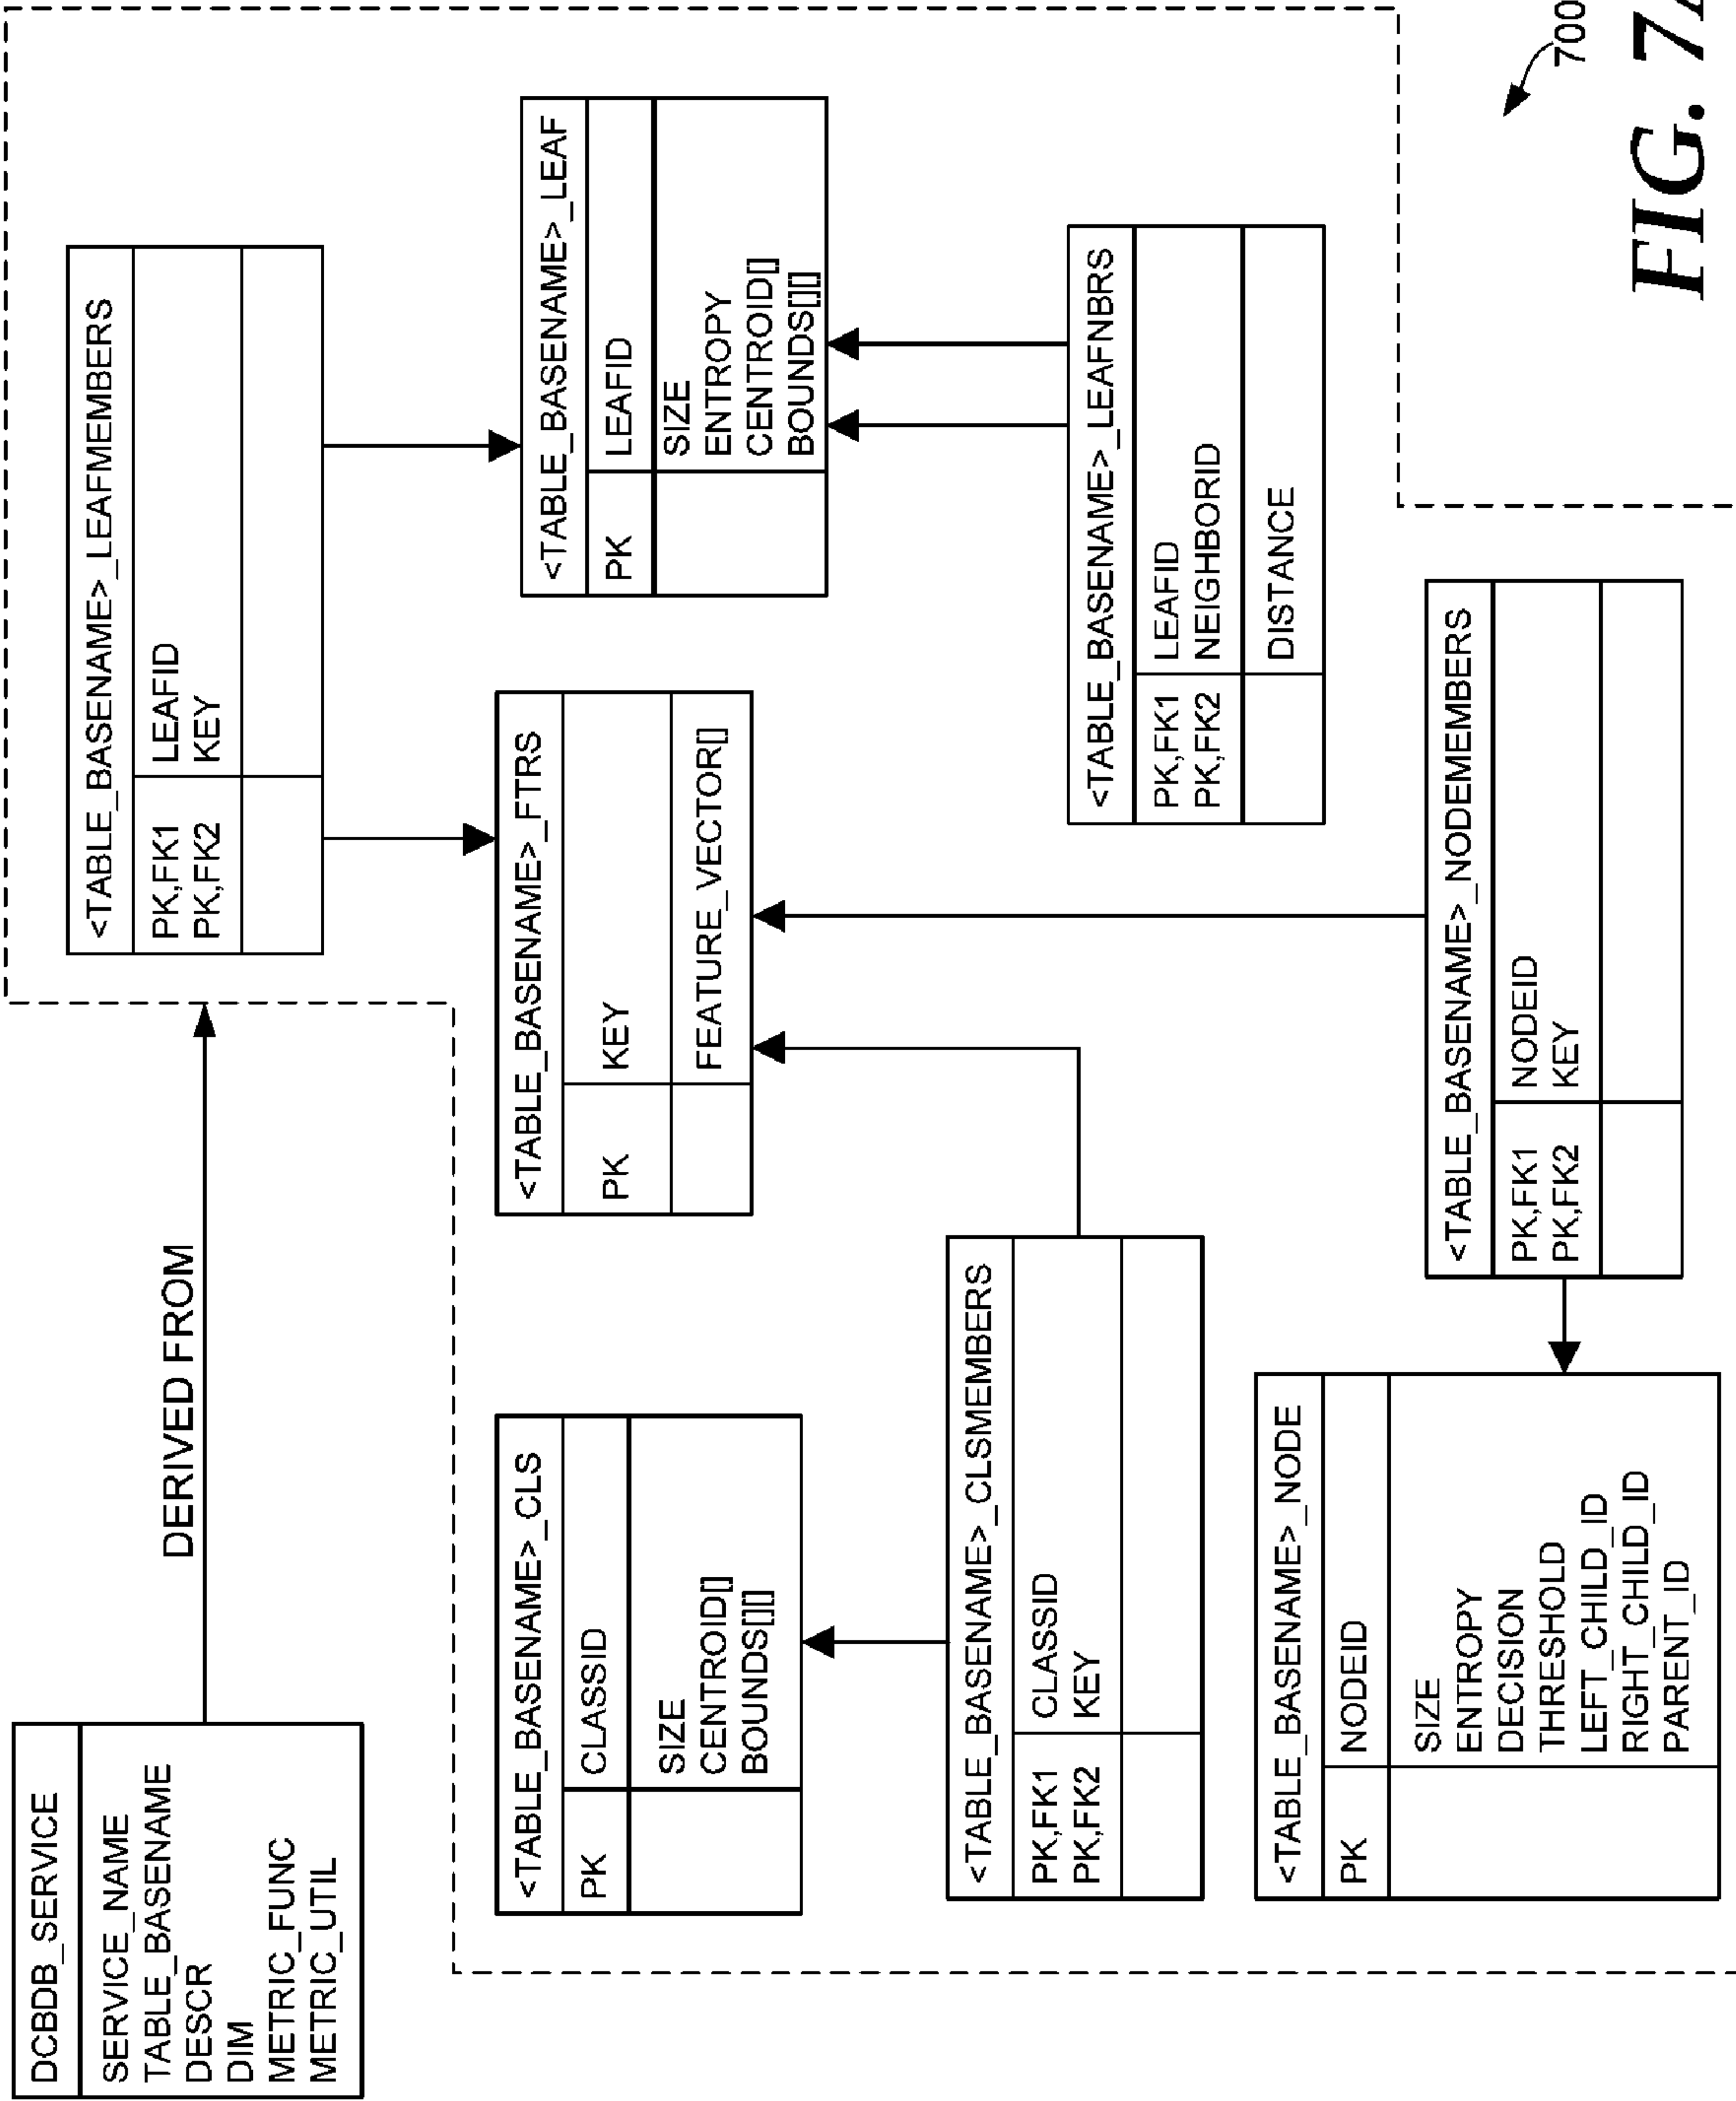 DCBDB_SERVICE
SERVICE_NAME
TABLE_BASENAME
DESCR
DIM
METRIC_FUNC
METRIC_UTIL
DERIVED FROM
<TABLE_BASENAME>_LEAFMEMBERS
PK,FK1 LEAFID
PK,FK2 KEY
<TABLE_BASENAME>_CLS
PK CLASSID
SIZE
CENTROID[]
BOUNDS[][]
<TABLE_BASENAME>_FTRS
PK KEY
FEATURE_VECTOR[]
<TABLE_BASENAME>_LEAF
PK LEAFID
SIZE
ENTROPY
CENTROID[]
BOUNDS[][]
<TABLE_BASENAME>_CLSMEMBERS
PK,FK1 CLASSID
PK,FK2 KEY
<TABLE_BASENAME>_LEAFNBRS
PK,FK1 LEAFID
PK,FK2 NEIGHBORID
DISTANCE
<TABLE_BASENAME>_NODE
PK NODEID
SIZE
ENTROPY
DECISION
THRESHOLD
LEFT_CHILD_ID
RIGHT_CHILD_ID
PARENT_ID
<TABLE_BASENAME>_NODEMEMBERS
PK,FK1 NODEID
PK,FK2 KEY
700
FIG. 7A